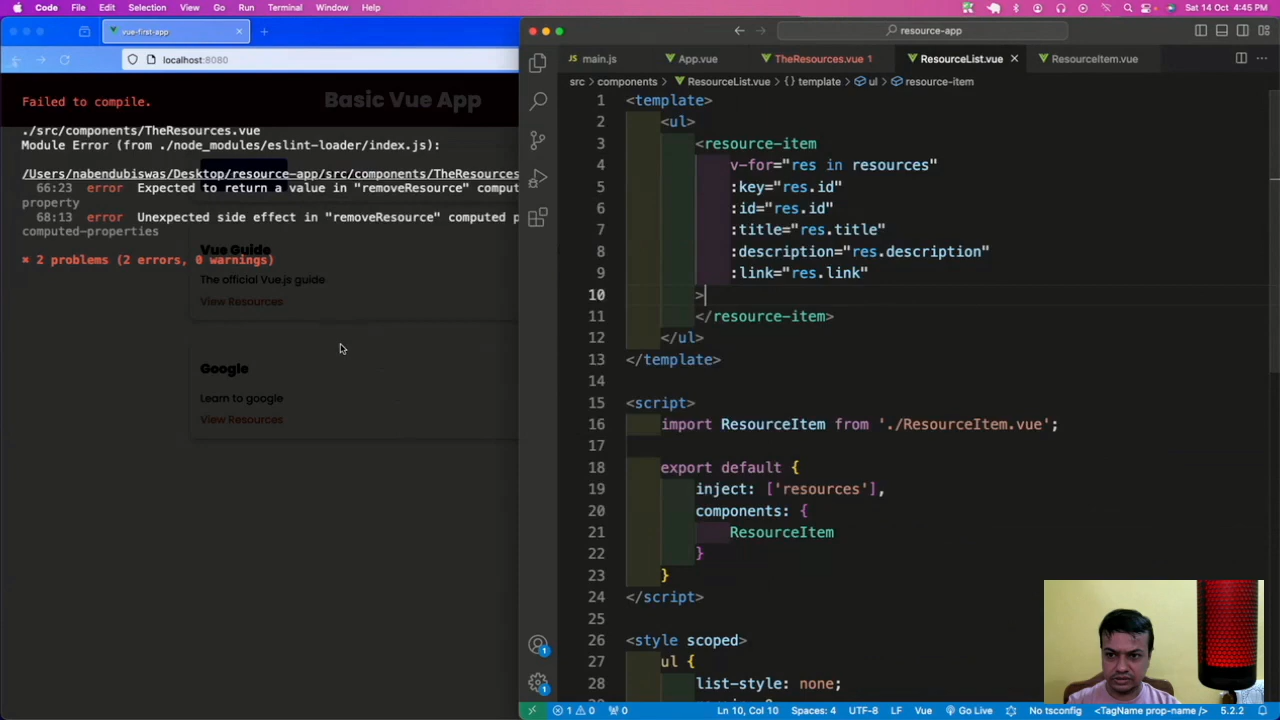 Code File Edit Selection View Go Run Terminal Window Help
Sat 14 Oct 4:45 PM
vue-first-app
localhost:8080
Failed to compile.
Basic Vue App
./src/components/TheResources.vue
Module Error (from ./node_modules/eslint-loader/index.js):
/Users/nabendubiswas/Desktop/resource-app/src/components/TheResources
66:23 error Expected to return a value in "removeResource" comput
property
68:13 error Unexpected side effect in "removeResource" computed p
computed-properties
✖ 2 problems (2 errors, 0 warnings)
Vue Guide
The official Vue.js guide
View Resources
Google
Learn to google
View Resources
resource-app
main.js App.vue TheResources.vue 1 ResourceList.vue ResourceItem.vue
src > components > ResourceList.vue > {} template > ul > resource-item
1 <template>
2 <ul>
3 <resource-item
4 v-for="res in resources"
5 :key="res.id"
6 :id="res.id"
7 :title="res.title"
8 :description="res.description"
9 :link="res.link"
10 >
11 </resource-item>
12 </ul>
13 </template>
14
15 <script>
16 import ResourceItem from './ResourceItem.vue';
17
18 export default {
19 inject: ['resources'],
20 components: {
21 ResourceItem
22 }
23 }
24 </script>
25
26 <style scoped>
27 ul {
28 list-style: none;
1
1
1 0 0 Ln 10, Col 10 Spaces: 4 UTF-8 LF Vue Go Live No tsconfig <TagName prop-name /> 5.2.2